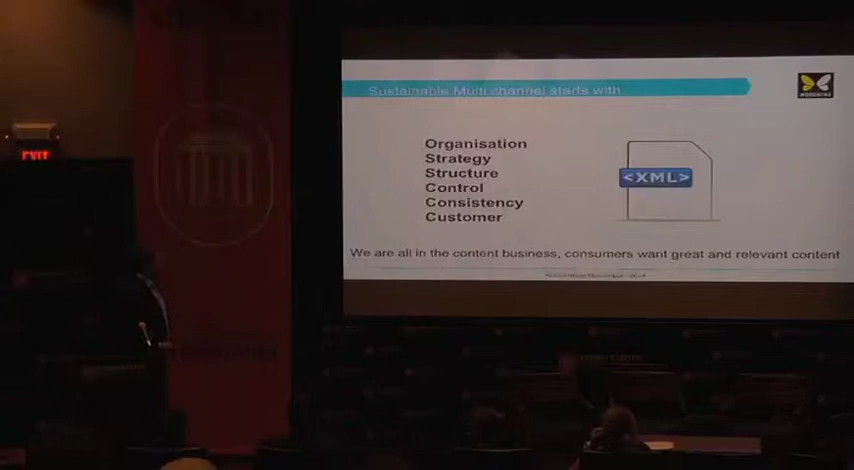 Sustainable Multi channel starts with
WOODWING
EXIT
Organisation
Strategy
Structure
<XML>
Control
Consistency
Customer
We are all in the content business, consumers want great and relevant content